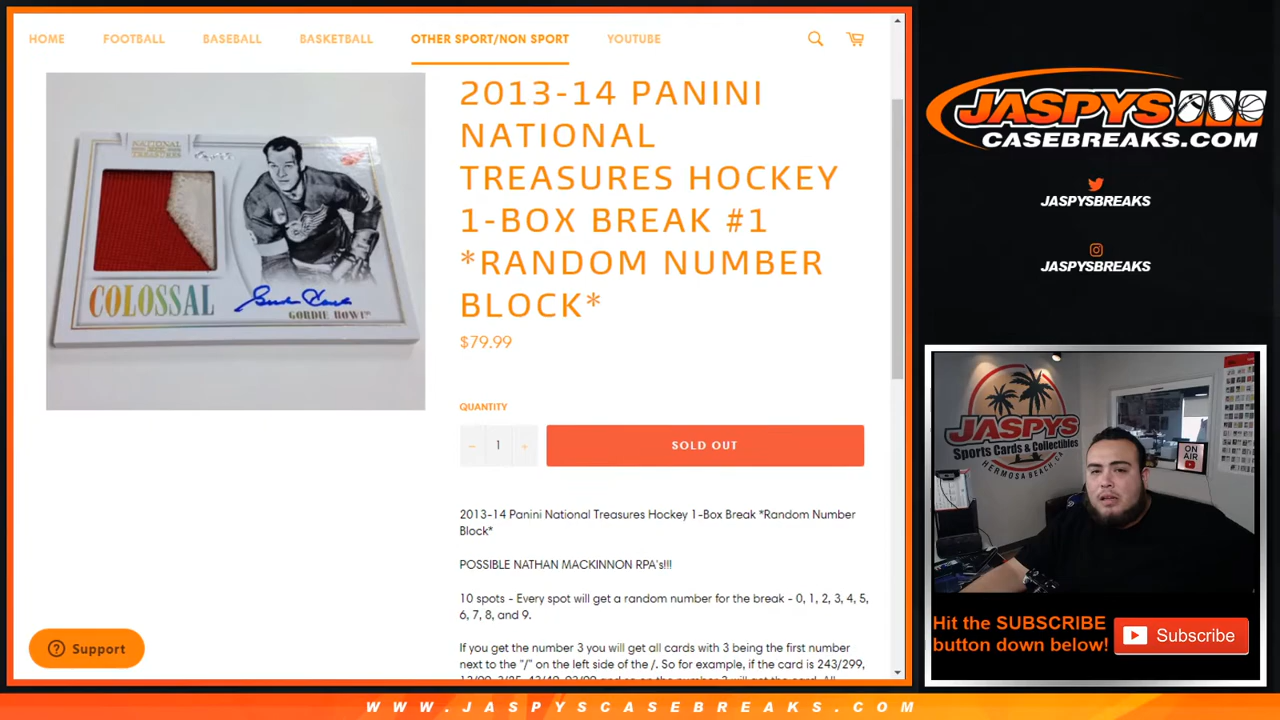 HOME FOOTBALL BASEBALL BASKETBALL OTHER SPORT/NON SPORT YOUTUBE
NATIONAL
TREASURES
COLOSSAL
GORDIE HOWE
2013-14 PANINI
NATIONAL
TREASURES HOCKEY
1-BOX BREAK #1
*RANDOM NUMBER
BLOCK*
$79.99
QUANTITY
− 1 +
SOLD OUT
2013-14 Panini National Treasures Hockey 1-Box Break *Random Number
Block*
POSSIBLE NATHAN MACKINNON RPA's!!!
10 spots - Every spot will get a random number for the break - 0, 1, 2, 3, 4, 5,
6, 7, 8, and 9.
If you get the number 3 you will get all cards with 3 being the first number
next to the "/" on the left side of the /. So for example, if the card is 243/299,
Support
JASPYS
CASEBREAKS.COM
JASPYSBREAKS
JASPYSBREAKS
JASPYS
Sports Cards & Collectibles
HERMOSA BEACH, CA
ON
AIR
Hit the SUBSCRIBE
button down below!
Subscribe
WWW.JASPYSCASEBREAKS.COM